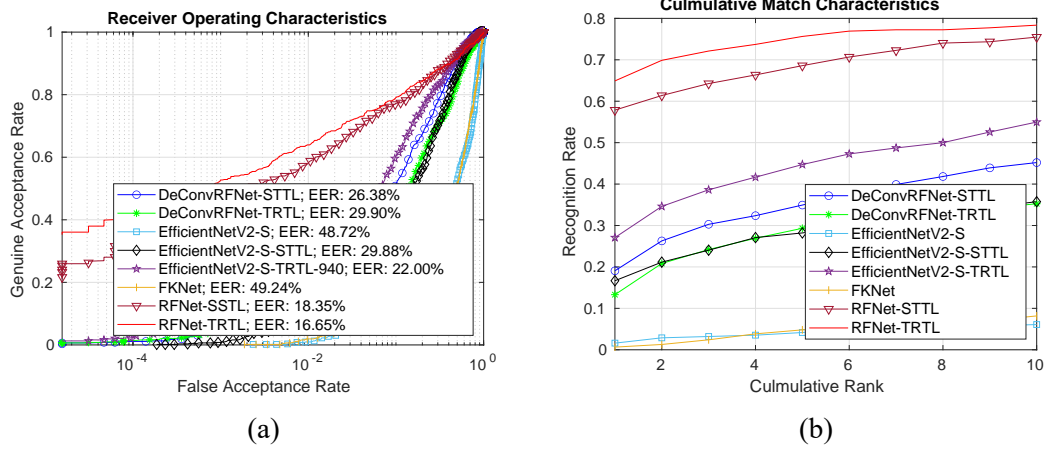 Receiver Operating Characteristics
1
0.8
0.6
0.4
0.2
0
Genuine Acceptance Rate
DeConvRFNet-STTL; EER: 26.38%
DeConvRFNet-TRTL; EER: 29.90%
EfficientNetV2-S; EER: 48.72%
EfficientNetV2-S-STTL; EER: 29.88%
EfficientNetV2-S-TRTL-940; EER: 22.00%
FKNet; EER: 49.24%
RFNet-SSTL; EER: 18.35%
RFNet-TRTL; EER: 16.65%
10-4
10-2
100
False Acceptance Rate
(a)
Culmulative Match Characteristics
0.8
0.7
0.6
0.5
0.4
0.3
0.2
0.1
0
Recognition Rate
DeConvRFNet-STTL
DeConvRFNet-TRTL
EfficientNetV2-S
EfficientNetV2-S-STTL
EfficientNetV2-S-TRTL
FKNet
RFNet-STTL
RFNet-TRTL
2
4
6
8
10
Culmulative Rank
(b)